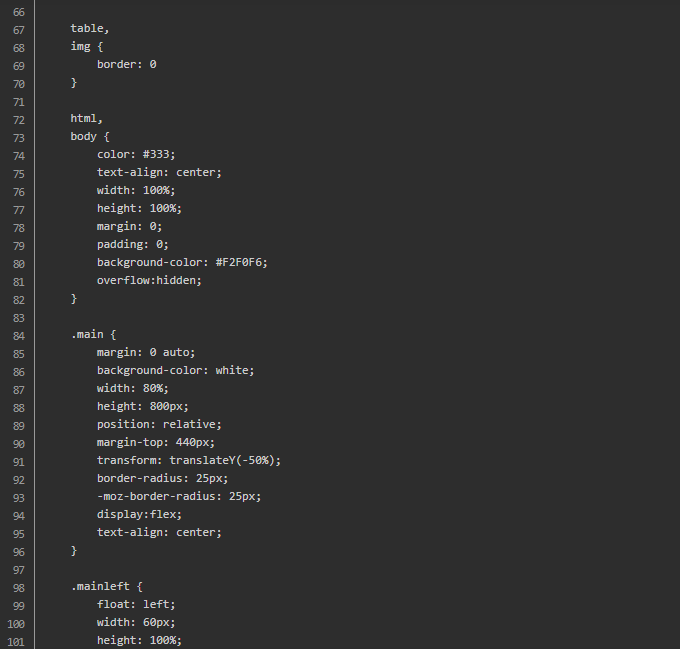 66
67 table,
68 img {
69 border: 0
70 }
71
72 html,
73 body {
74 color: #333;
75 text-align: center;
76 width: 100%;
77 height: 100%;
78 margin: 0;
79 padding: 0;
80 background-color: #F2F0F6;
81 overflow:hidden;
82 }
83
84 .main {
85 margin: 0 auto;
86 background-color: white;
87 width: 80%;
88 height: 800px;
89 position: relative;
90 margin-top: 440px;
91 transform: translateY(-50%);
92 border-radius: 25px;
93 -moz-border-radius: 25px;
94 display:flex;
95 text-align: center;
96 }
97
98 .mainleft {
99 float: left;
100 width: 60px;
101 height: 100%;